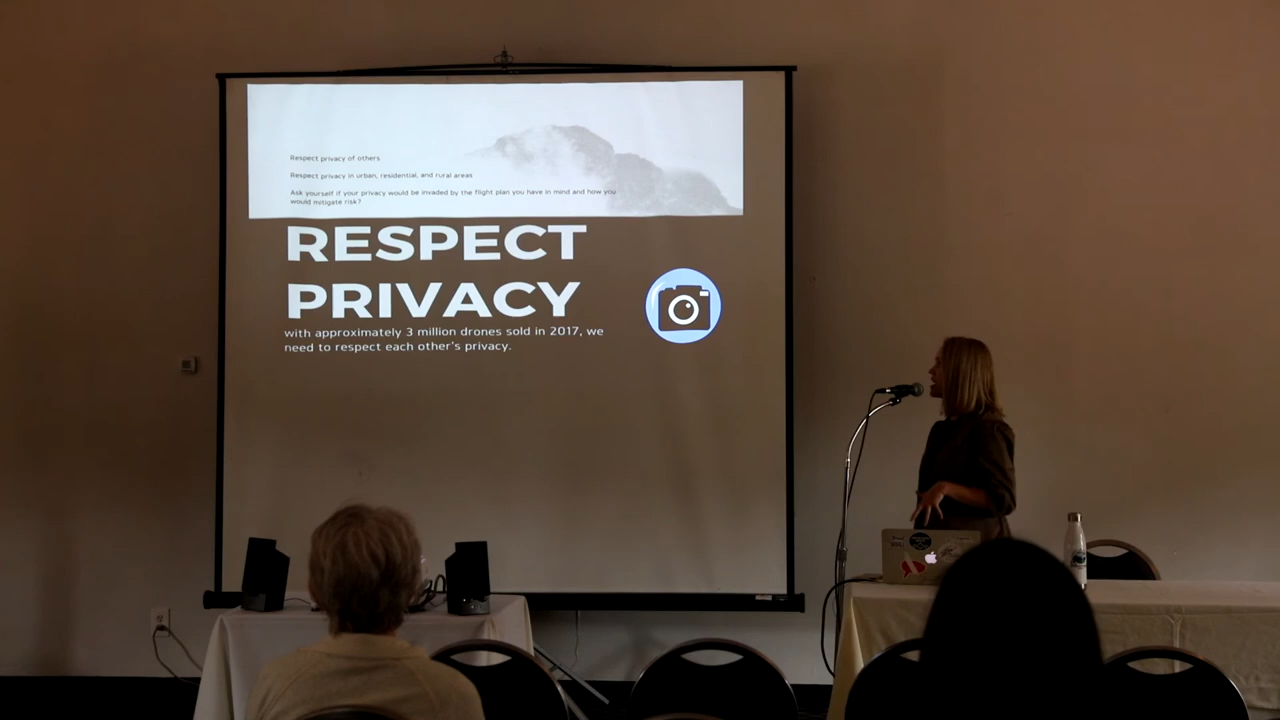 Respect privacy of others
Respect privacy in urban, residential, and rural areas
Ask yourself if your privacy would be invaded by the flight plan you have in mind and how you
would mitigate risk?
RESPECT
PRIVACY
with approximately 3 million drones sold in 2017, we
need to respect each other's privacy.